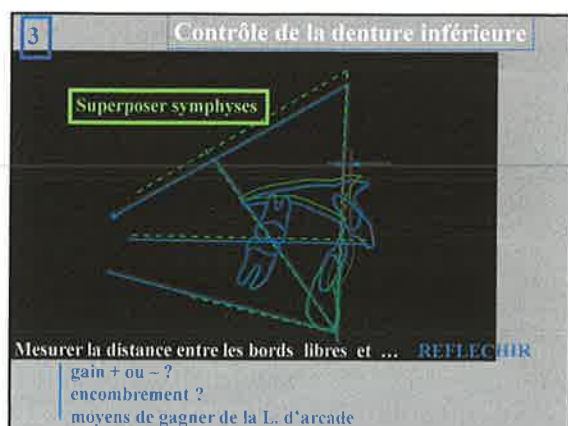 3
Contrôle de la denture inférieure
Superposer symphyses
Mesurer la distance entre les bords libres et ... REFLECHIR
gain + ou – ?
encombrement ?
moyens de gagner de la L. d'arcade